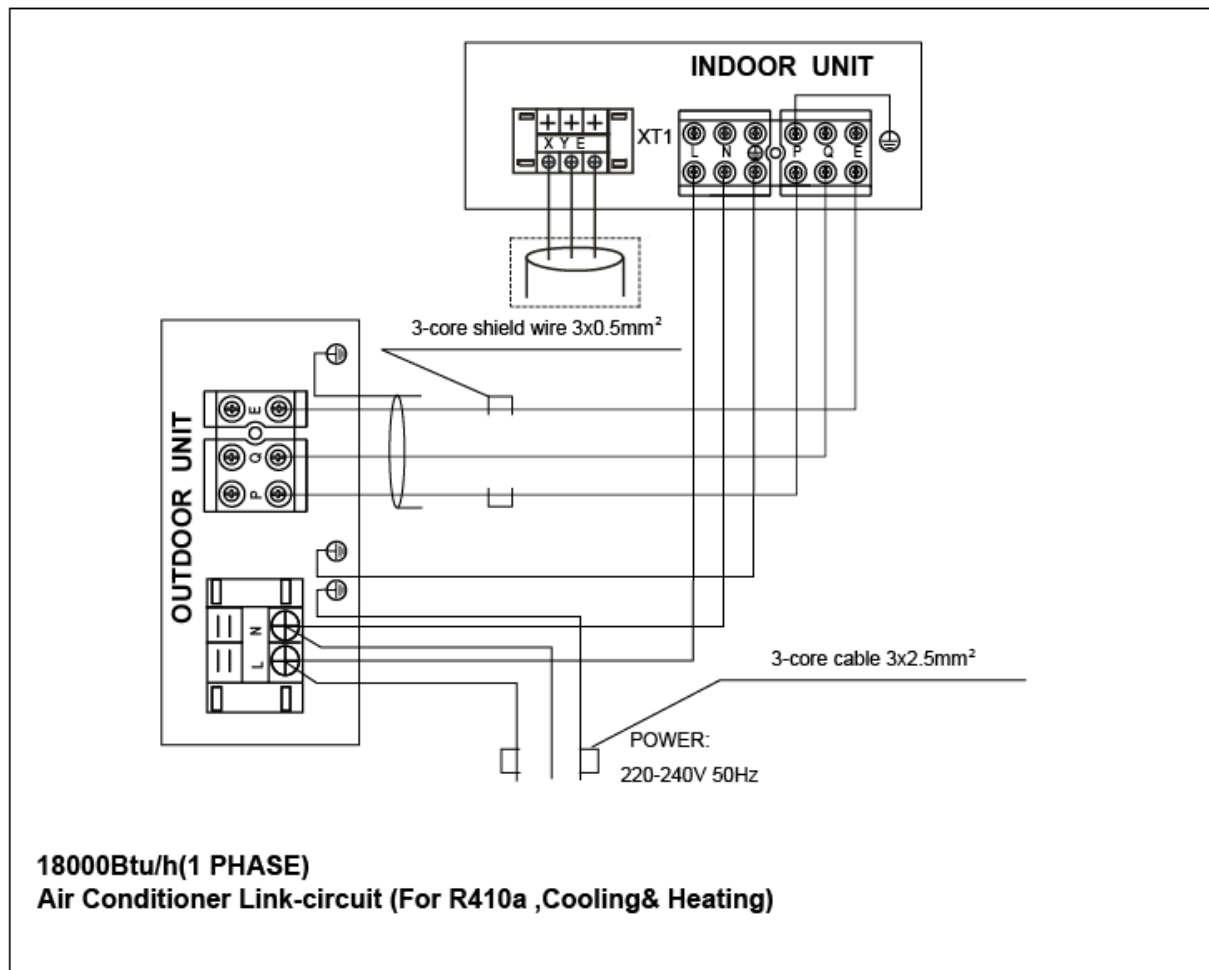 INDOOR UNIT
X Y E
XT1
L N P Q E
3-core shield wire 3x0.5mm²
OUTDOOR UNIT
E
Q
P
N
L
3-core cable 3x2.5mm²
POWER:
220-240V 50Hz
18000Btu/h(1 PHASE)
Air Conditioner Link-circuit (For R410a ,Cooling& Heating)